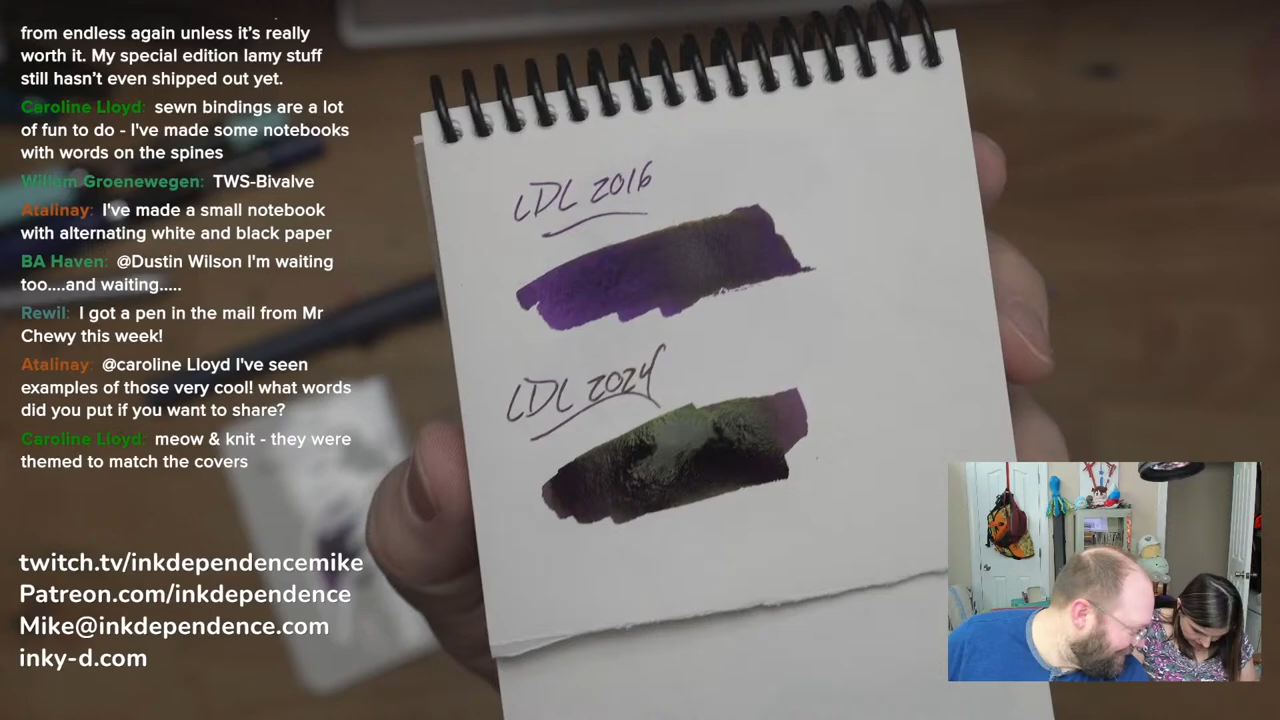 from endless again unless it’s really
worth it. My special edition lamy stuff
still hasn’t even shipped out yet.
Caroline Lloyd: sewn bindings are a lot
of fun to do - I've made some notebooks
with words on the spines
Willem Groenewegen: TWS-Bivalve
Atalinay: I've made a small notebook
with alternating white and black paper
BA Haven: @Dustin Wilson I'm waiting
too....and waiting.....
Rewil: I got a pen in the mail from Mr
Chewy this week!
Atalinay: @caroline Lloyd I've seen
examples of those very cool! what words
did you put if you want to share?
Caroline Lloyd: meow & knit - they were
themed to match the covers
twitch.tv/inkdependencemike
Patreon.com/inkdependence
Mike@inkdependence.com
inky-d.com
LDL 2016
LDL 2024